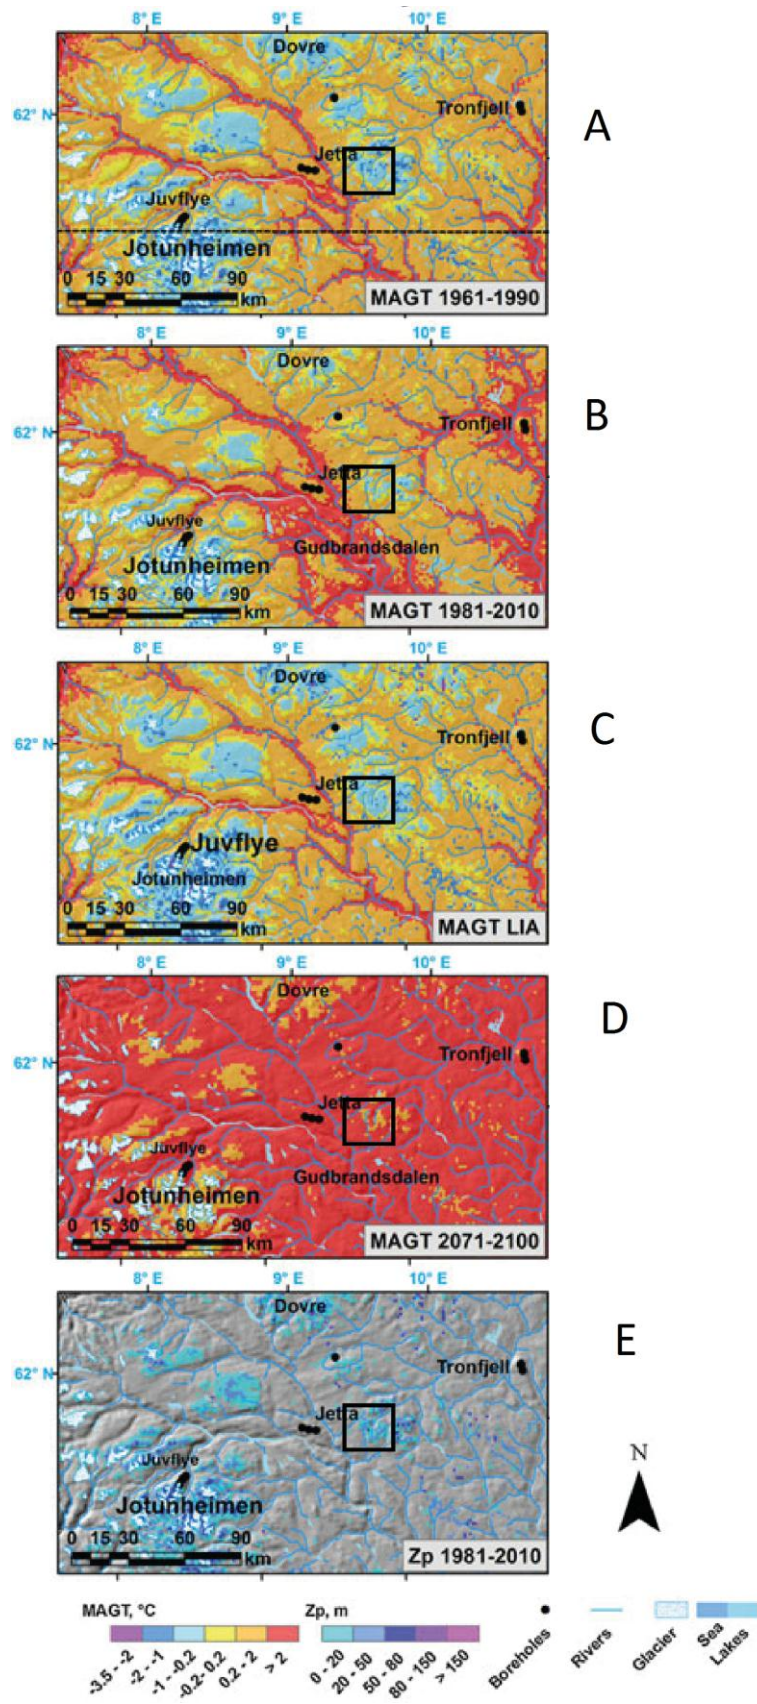 8° E 9° E 10° E
Dovre
62° N
Tronfjell
A
Jetta
Juvflye
Jotunheimen
0 15 30 60 90
km
MAGT 1961-1990
8° E 9° E 10° E
Dovre
B
62° N
Tronfjell
Jetta
Juvflye
Gudbrandsdalen
Jotunheimen
0 15 30 60 90
km
MAGT 1981-2010
8° E 9° E 10° E
Dovre
C
62° N
Tronfjell
Jetta
Juvflye
Jotunheimen
0 15 30 60 90
km
MAGT LIA
8° E 9° E 10° E
Dovre
D
62° N
Tronfjell
Jetta
Juvflye
Gudbrandsdalen
Jotunheimen
0 15 30 60 90
km
MAGT 2071-2100
8° E 9° E 10° E
Dovre
E
62° N
Tronfjell
Jetta
Juvflye
N
Jotunheimen
0 15 30 60 90
km
Zp 1981-2010
MAGT, °C
-3.5 - -2
-2 - -1
-1 - -0.2
-0.2- 0.2
0.2 - 2
> 2
Zp, m
0 - 20
20 - 50
50 - 80
80 - 150
> 150
Boreholes
Rivers
Glacier
Sea
Lakes